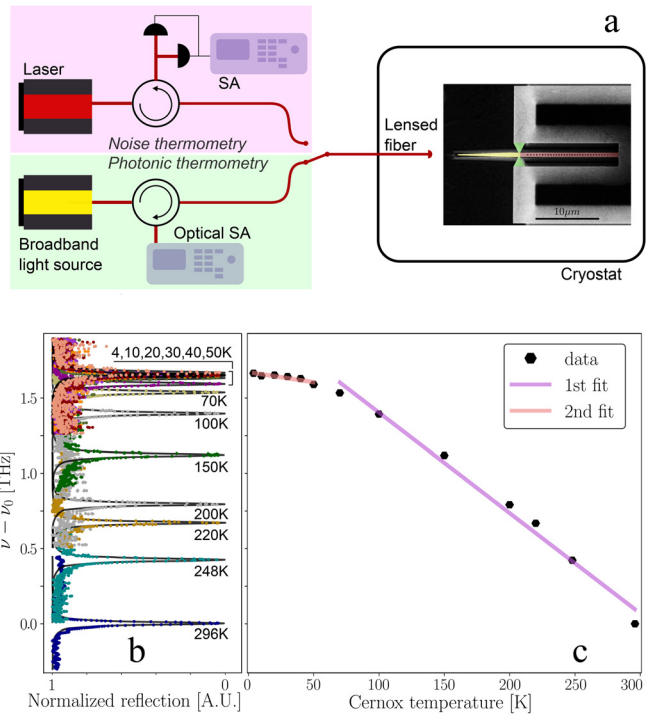 a
Laser
SA
Noise thermometry
Photonic thermometry
Broadband
light source
Optical SA
Lensed
fiber
10μm
Cryostat
4,10,20,30,40,50K
70K
100K
150K
200K
220K
248K
296K
b
ν − ν₀ [THz]
1.5
1.0
0.5
0.0
1
0
Normalized reflection [A.U.]
data
1st fit
2nd fit
c
0
50
100
150
200
250
300
Cernox temperature [K]